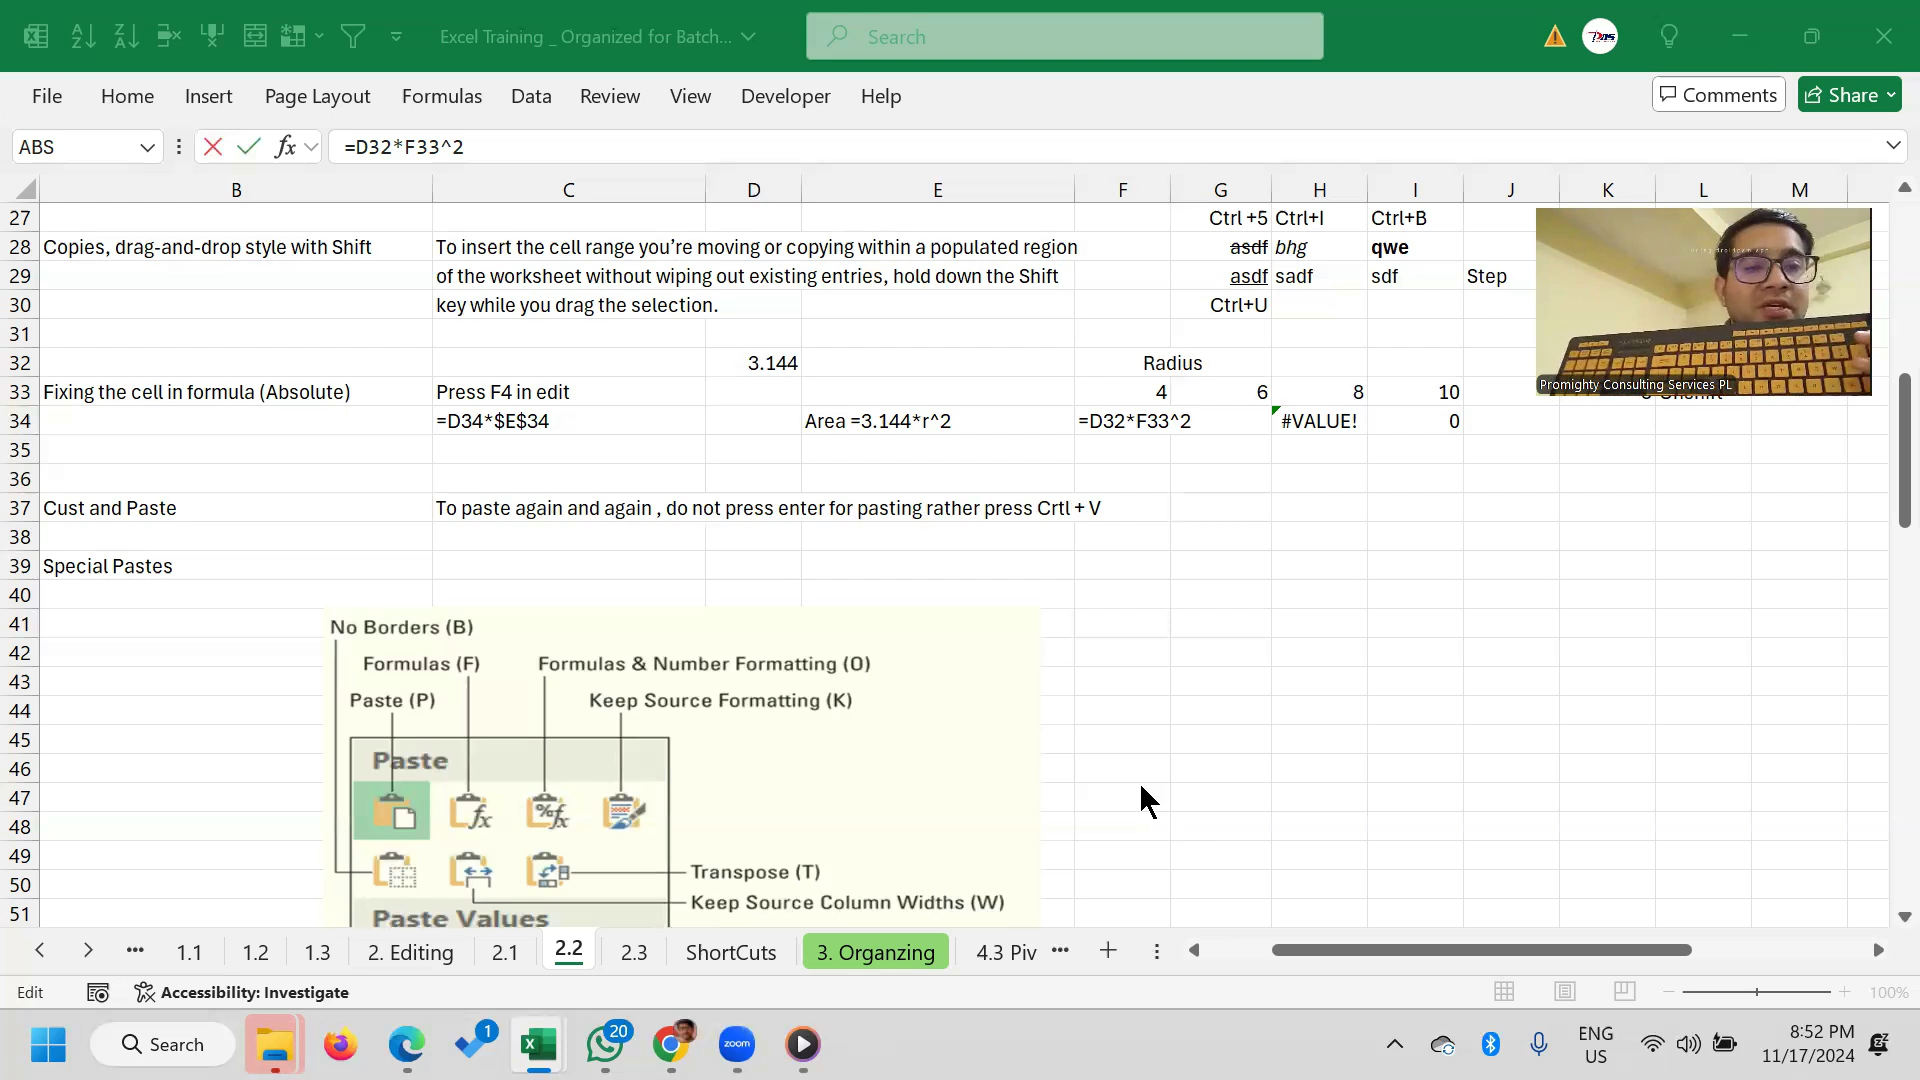 Excel Training _ Organized for Batch...
Search
File Home Insert Page Layout Formulas Data Review View Developer Help
Comments Share
ABS fx =D32*F33^2
B C D E F G H I J K L M
27 Ctrl +5 Ctrl+I Ctrl+B
28 Copies, drag-and-drop style with Shift To insert the cell range you’re moving or copying within a populated region asdf bhg qwe
29 of the worksheet without wiping out existing entries, hold down the Shift asdf sadf sdf Step
30 key while you drag the selection. Ctrl+U
31
32 3.144 Radius
Promighty Consulting Services PL
33 Fixing the cell in formula (Absolute) Press F4 in edit 4 6 8 10
34 =D34*$E$34 Area =3.144*r^2 =D32*F33^2 #VALUE! 0
35
36
37 Cust and Paste To paste again and again , do not press enter for pasting rather press Crtl + V
38
39 Special Pastes
40
41 No Borders (B)
42 Formulas (F) Formulas & Number Formatting (O)
43
44 Paste (P) Keep Source Formatting (K)
45
46 Paste
47
48
49
50 Transpose (T)
51 Keep Source Column Widths (W)
Paste Values
1.1 1.2 1.3 2. Editing 2.1 2.2 2.3 ShortCuts 3. Organzing 4.3 Piv
Edit Accessibility: Investigate 100%
Search 1 20 zoom ENG 8:52 PM
US 11/17/2024